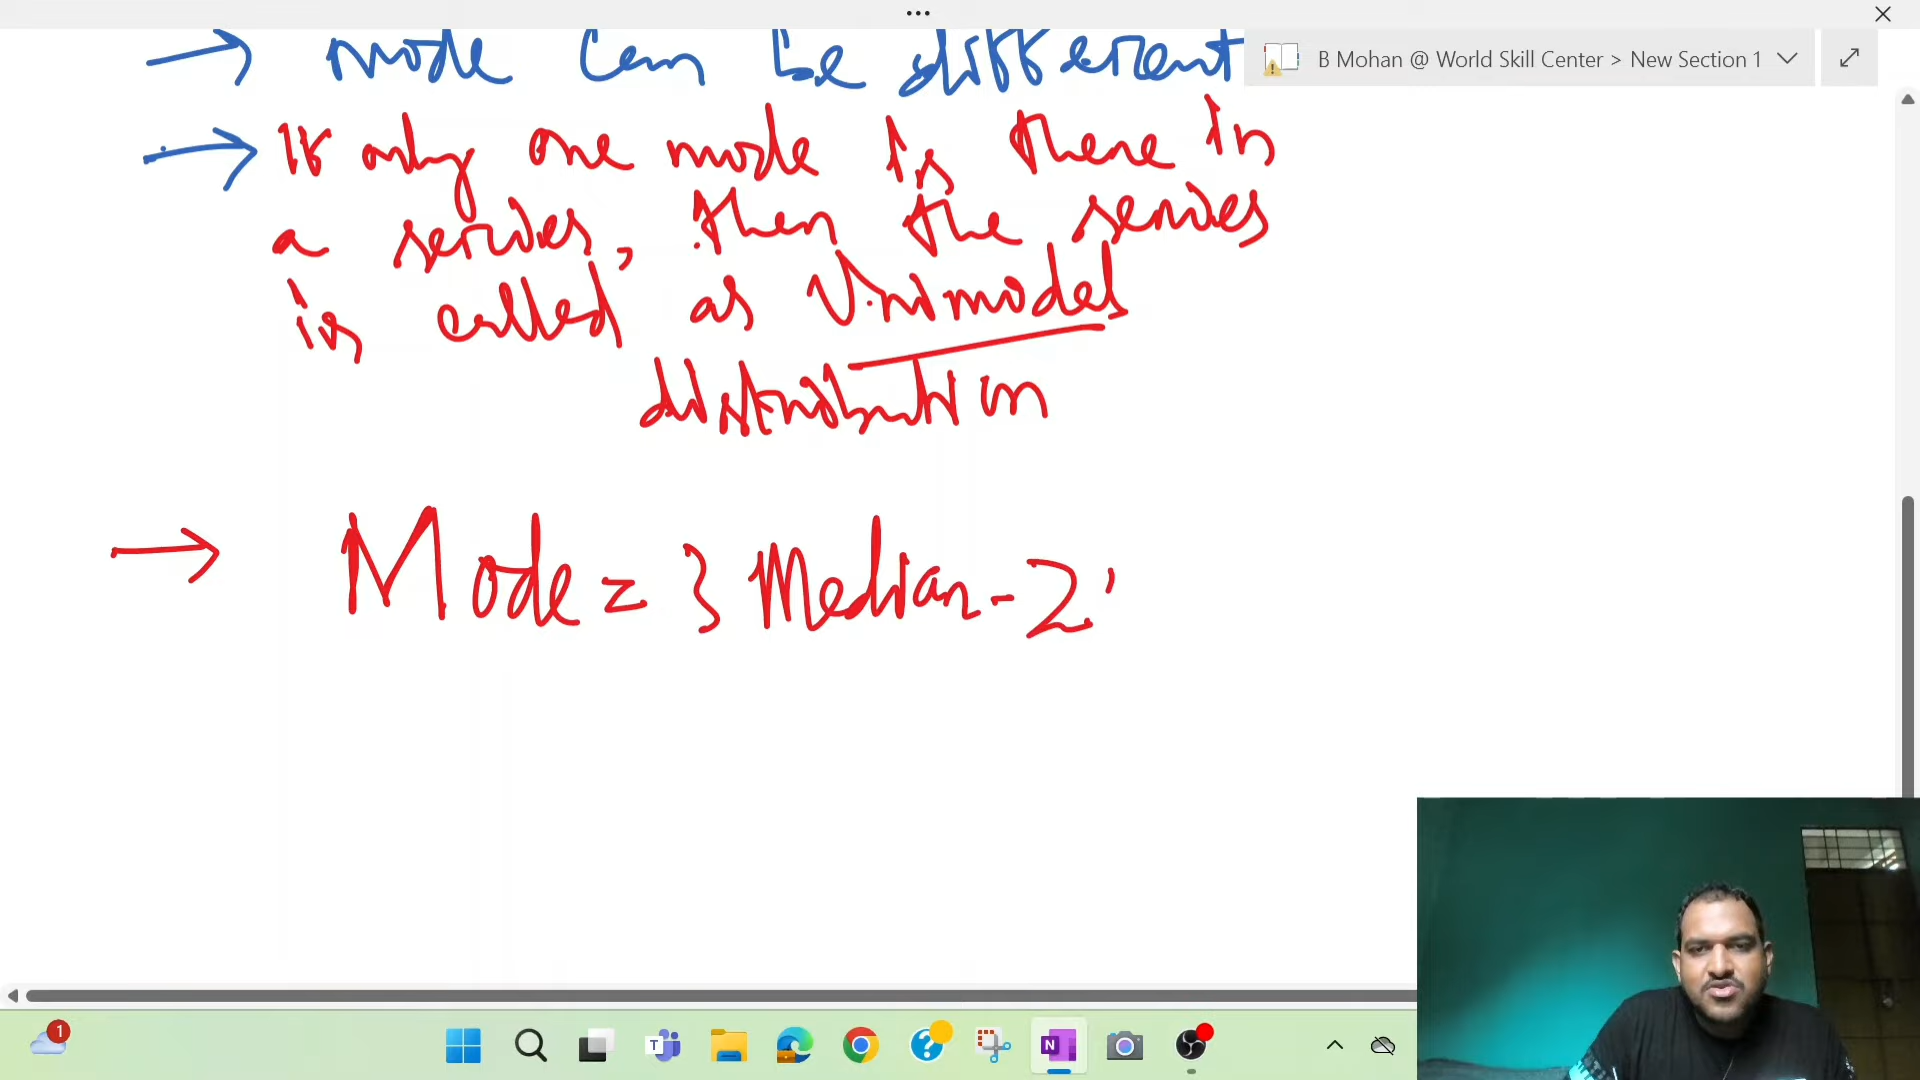 → mode can be different
B Mohan @ World Skill Center > New Section 1
→ If only one mode is there in
a series, then the series
is called as Unimodel
distribution
→ Mode = 3 Median - 2
1
T
?
N